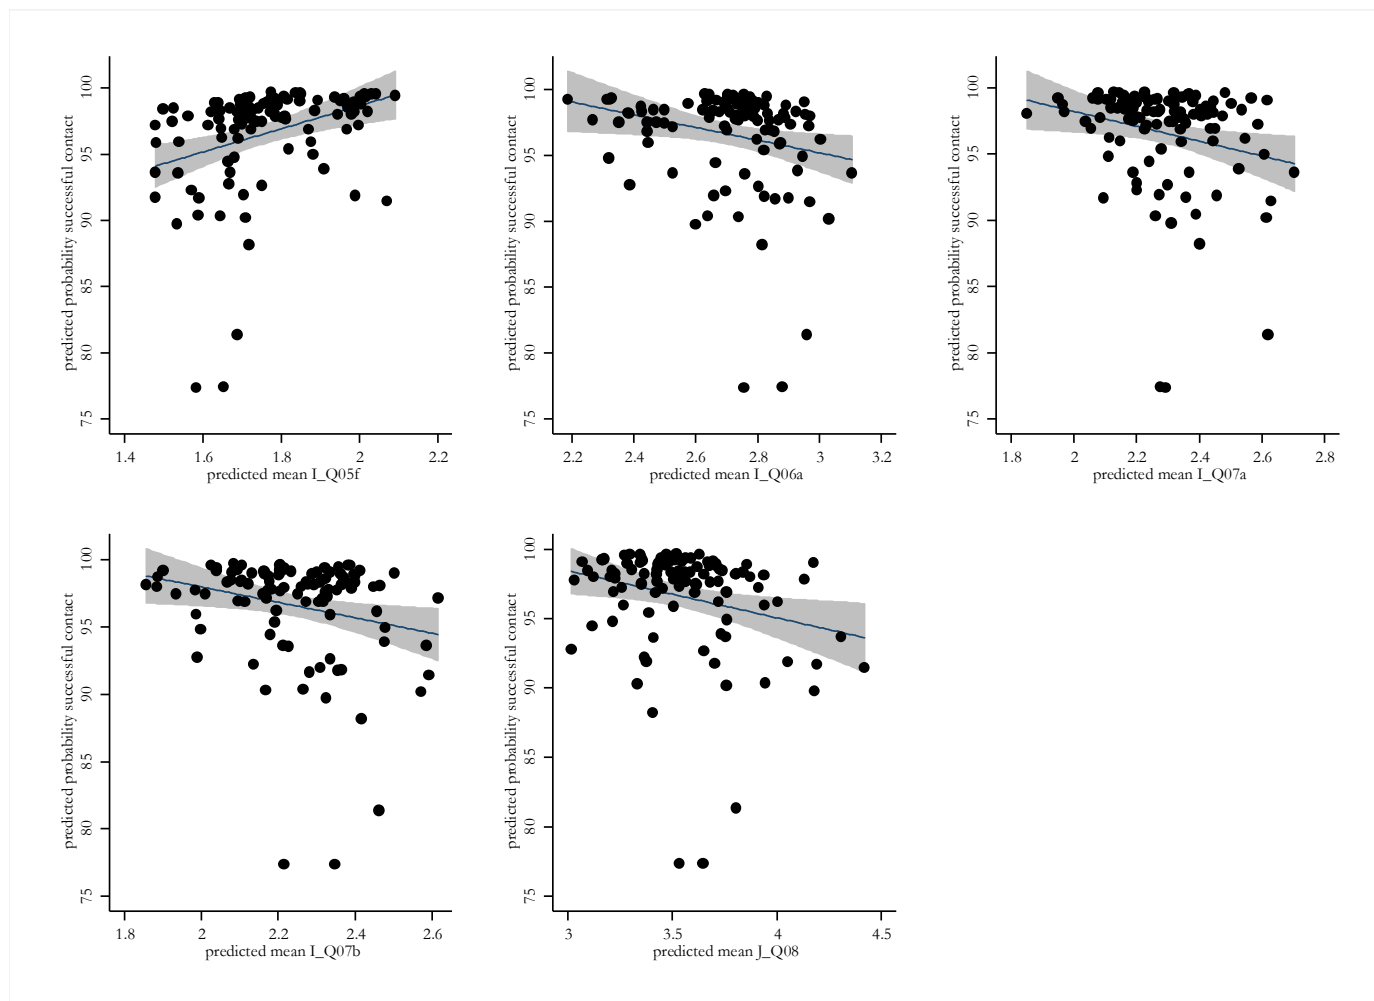 predicted probability successful contact
100
95
90
85
80
75
1.4 1.6 1.8 2 2.2
predicted mean I_Q05f
predicted probability successful contact
100
95
90
85
80
75
2.2 2.4 2.6 2.8 3 3.2
predicted mean I_Q06a
predicted probability successful contact
100
95
90
85
80
75
1.8 2 2.2 2.4 2.6 2.8
predicted mean I_Q07a
predicted probability successful contact
100
95
90
85
80
75
1.8 2 2.2 2.4 2.6
predicted mean I_Q07b
predicted probability successful contact
100
95
90
85
80
75
3 3.5 4 4.5
predicted mean J_Q08